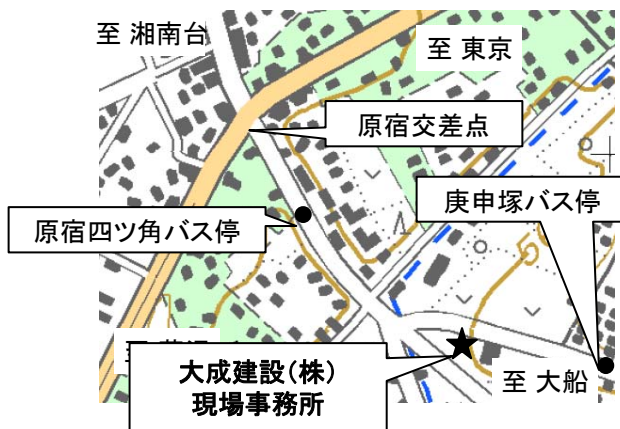 至 湘南台
至 東京
原宿交差点
庚申塚バス停
原宿四ツ角バス停
大成建設(株)
現場事務所
至 大船